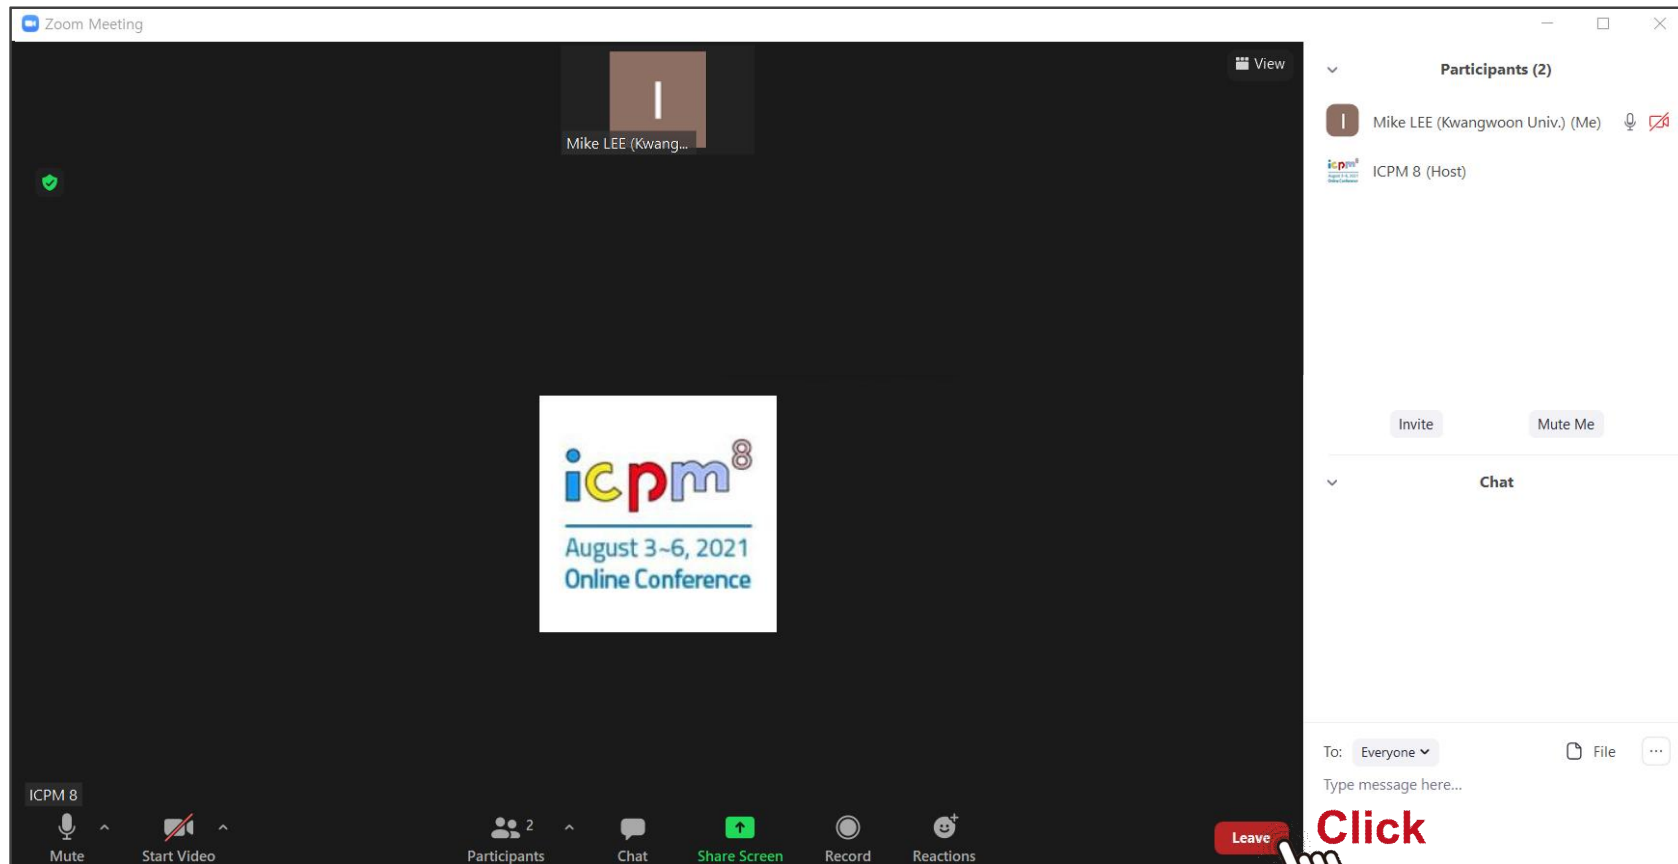 Zoom Meeting
View
I
Mike LEE (Kwang...
ICPM 8
icpm8
August 3~6, 2021
Online Conference
Mute
Start Video
2
Participants
Chat
Share Screen
Record
Reactions
Leave
Click
Participants (2)
I Mike LEE (Kwangwoon Univ.) (Me)
icpm8
ICPM 8 (Host)
Invite
Mute Me
Chat
To: Everyone
File
...
Type message here...